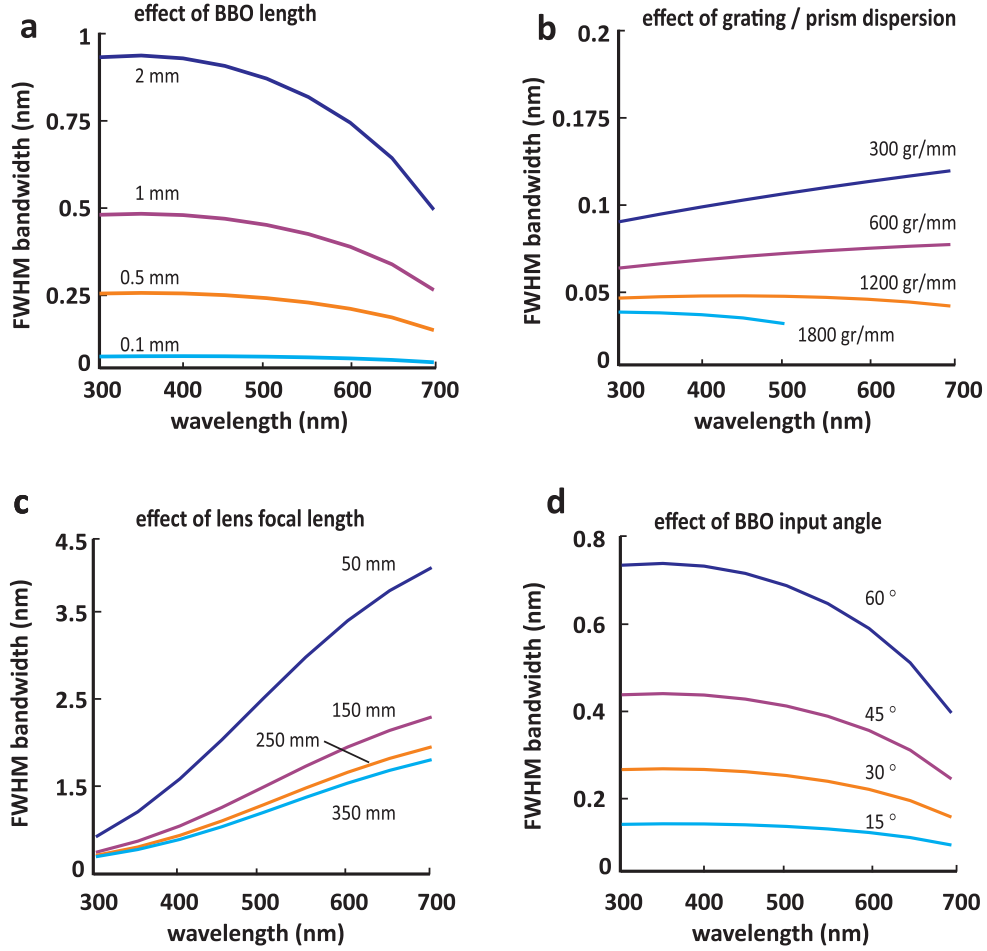 a
effect of BBO length
FWHM bandwidth (nm)
1
0.75
0.5
0.25
0
2 mm
1 mm
0.5 mm
0.1 mm
300 400 500 600 700
wavelength (nm)
b
effect of grating / prism dispersion
FWHM bandwidth (nm)
0.2
0.175
0.1
0.05
0
300 gr/mm
600 gr/mm
1200 gr/mm
1800 gr/mm
300 400 500 600 700
wavelength (nm)
c
effect of lens focal length
FWHM bandwidth (nm)
4.5
3.5
2.5
1.5
0
50 mm
150 mm
250 mm
350 mm
300 400 500 600 700
wavelength (nm)
d
effect of BBO input angle
FWHM bandwidth (nm)
0.8
0.6
0.4
0.2
0
60 °
45 °
30 °
15 °
300 400 500 600 700
wavelength (nm)